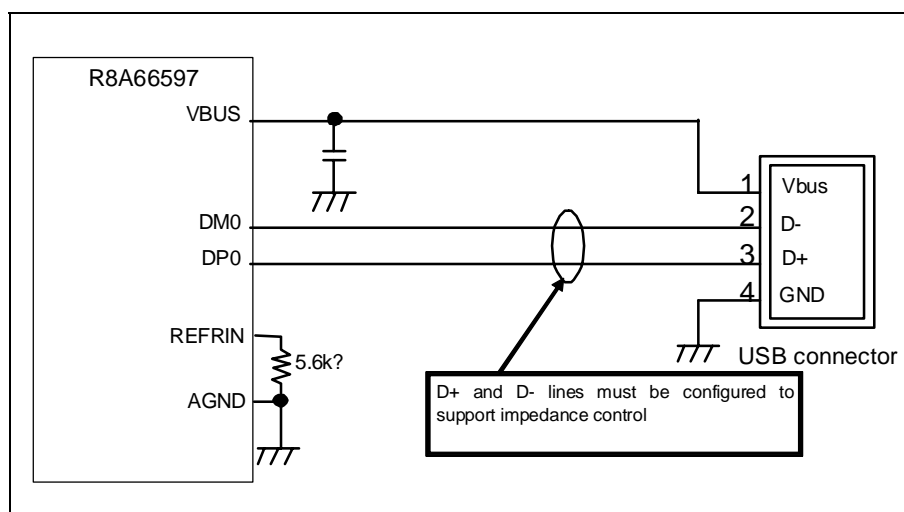 R8A66597
VBUS
1
Vbus
DM0
2
D-
DP0
3
D+
4
GND
REFRIN
5.6k?
USB connector
AGND
D+ and D- lines must be configured to
support impedance control